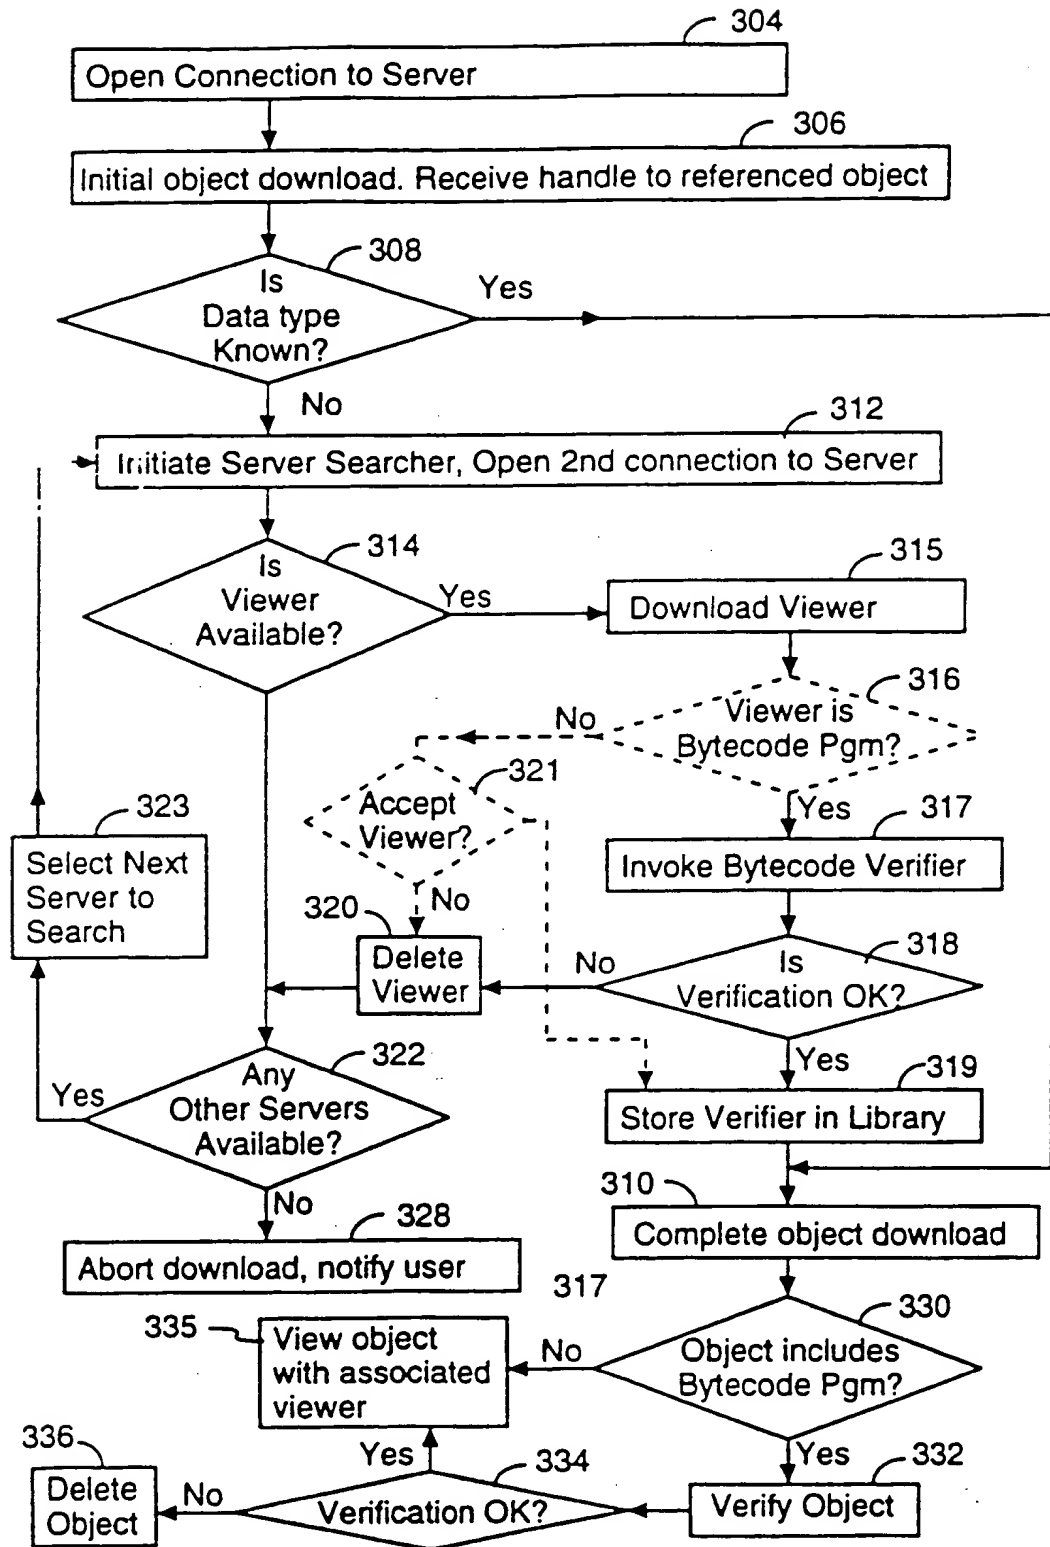 304
Open Connection to Server
306
Initial object download. Receive handle to referenced object
308
Is
Data type
Known?
Yes
No
312
Initiate Server Searcher, Open 2nd connection to Server
314
Is
Viewer
Available?
Yes
315
Download Viewer
316
Viewer is
Bytecode Pgm?
No
Yes
321
Accept
Viewer?
No
323
Select Next
Server to
Search
317
Invoke Bytecode Verifier
320
Delete
Viewer
No
318
Is
Verification OK?
Yes
322
Any
Other Servers
Available?
Yes
No
319
Store Verifier in Library
310
Complete object download
328
Abort download, notify user
317
330
Object includes
Bytecode Pgm?
No
Yes
335
View object
with associated
viewer
336
Delete
Object
No
Yes
334
Verification OK?
332
Verify Object